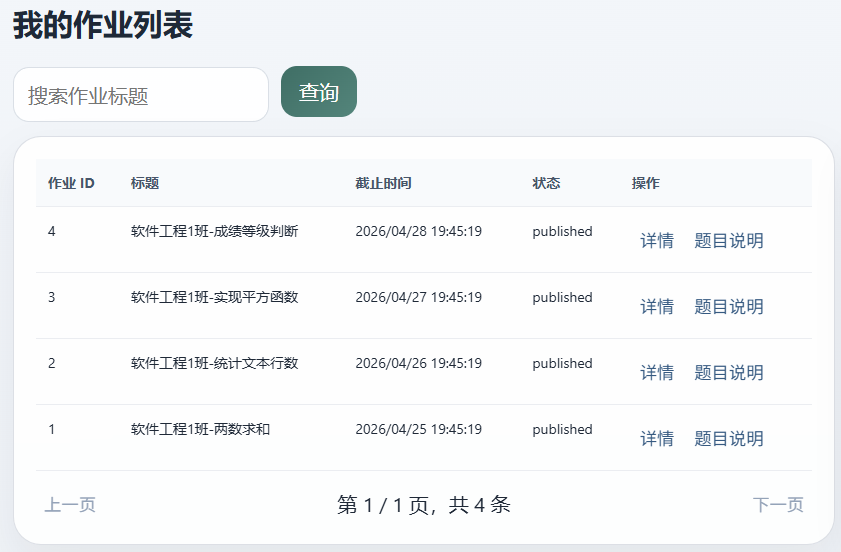 我的作业列表
搜索作业标题 查询
作业 ID 标题 截止时间 状态 操作
4 软件工程1班-成绩等级判断 2026/04/28 19:45:19 published 详情 题目说明
3 软件工程1班-实现平方函数 2026/04/27 19:45:19 published 详情 题目说明
2 软件工程1班-统计文本行数 2026/04/26 19:45:19 published 详情 题目说明
1 软件工程1班-两数求和 2026/04/25 19:45:19 published 详情 题目说明
上一页 第 1 / 1 页，共 4 条 下一页